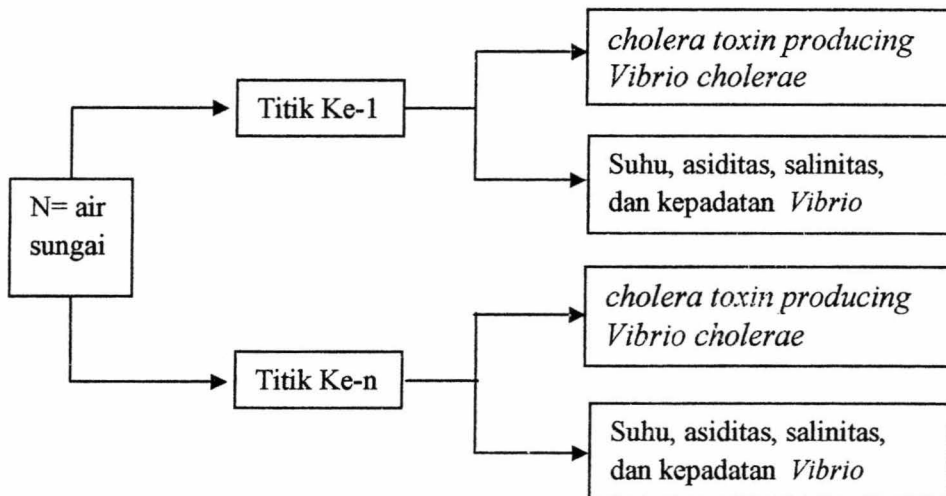 cholera toxin producing
Vibrio cholerae
Titik Ke-1
Suhu, asiditas, salinitas,
dan kepadatan Vibrio
N= air
sungai
cholera toxin producing
Vibrio cholerae
Titik Ke-n
Suhu, asiditas, salinitas,
dan kepadatan Vibrio